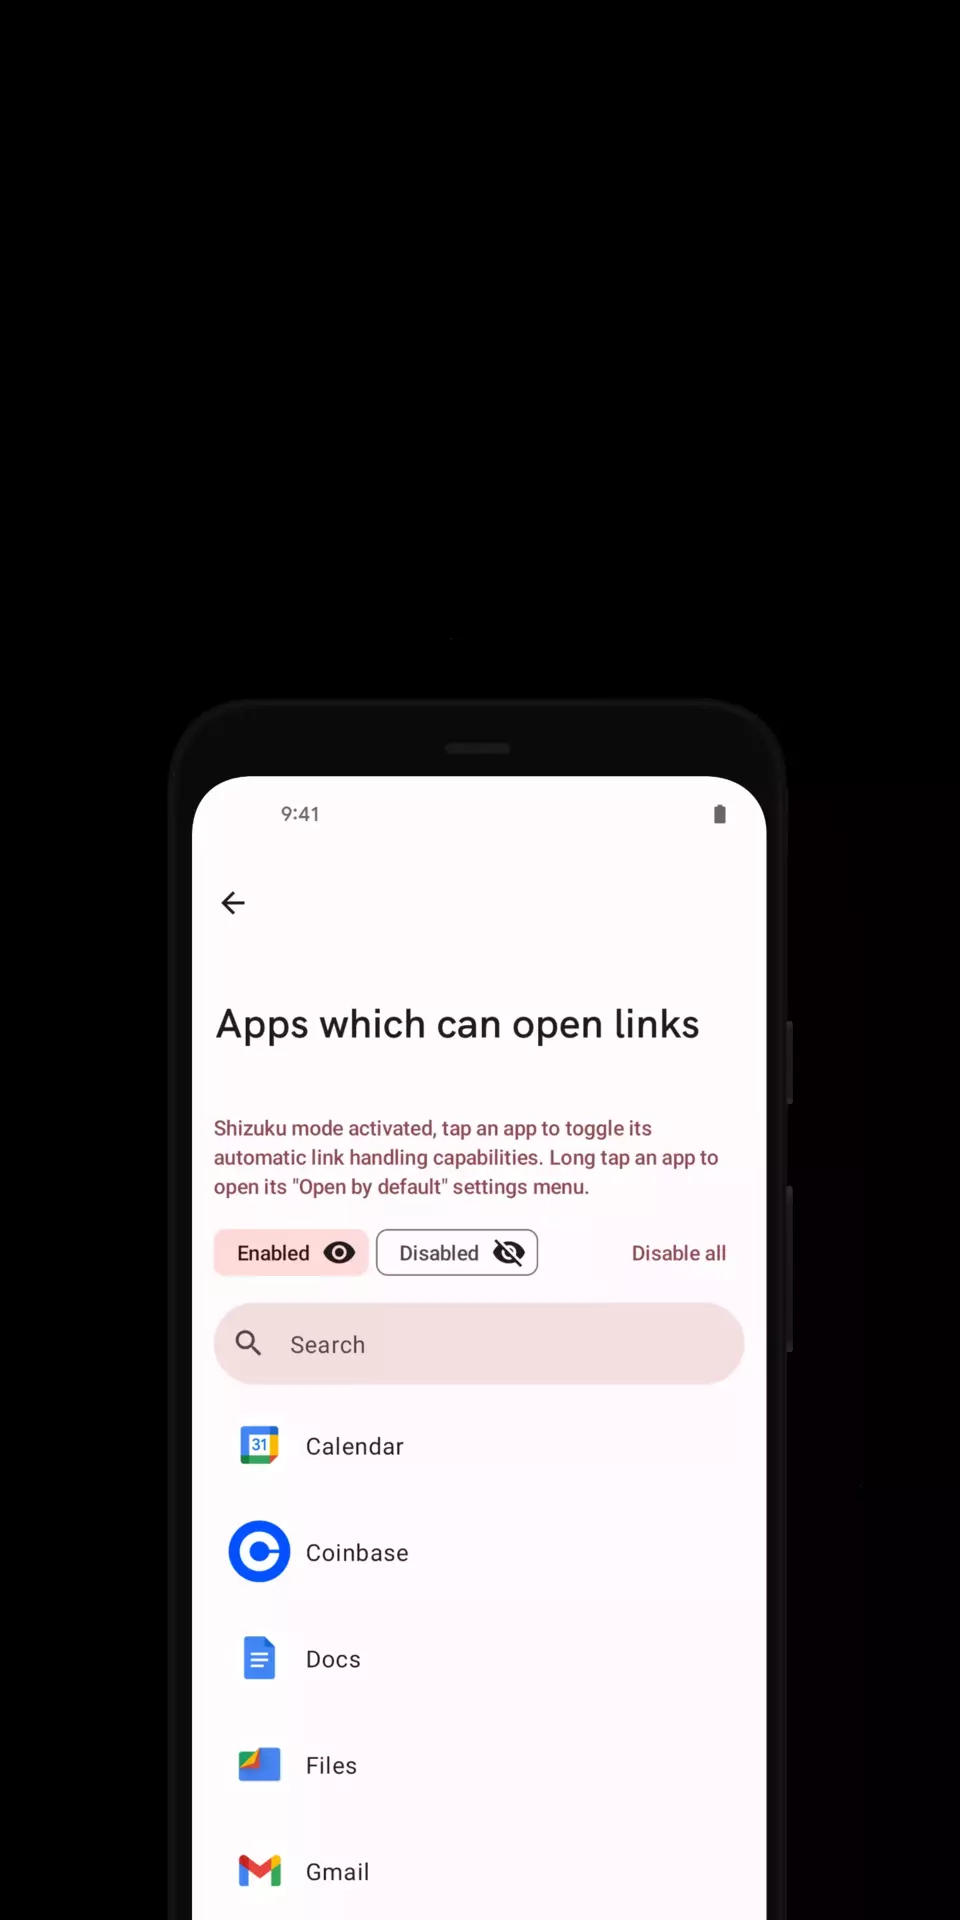 9:41
Apps which can open links
Shizuku mode activated, tap an app to toggle its
automatic link handling capabilities. Long tap an app to
open its "Open by default" settings menu.
Enabled Disabled Disable all
Search
31 Calendar
Coinbase
Docs
Files
Gmail